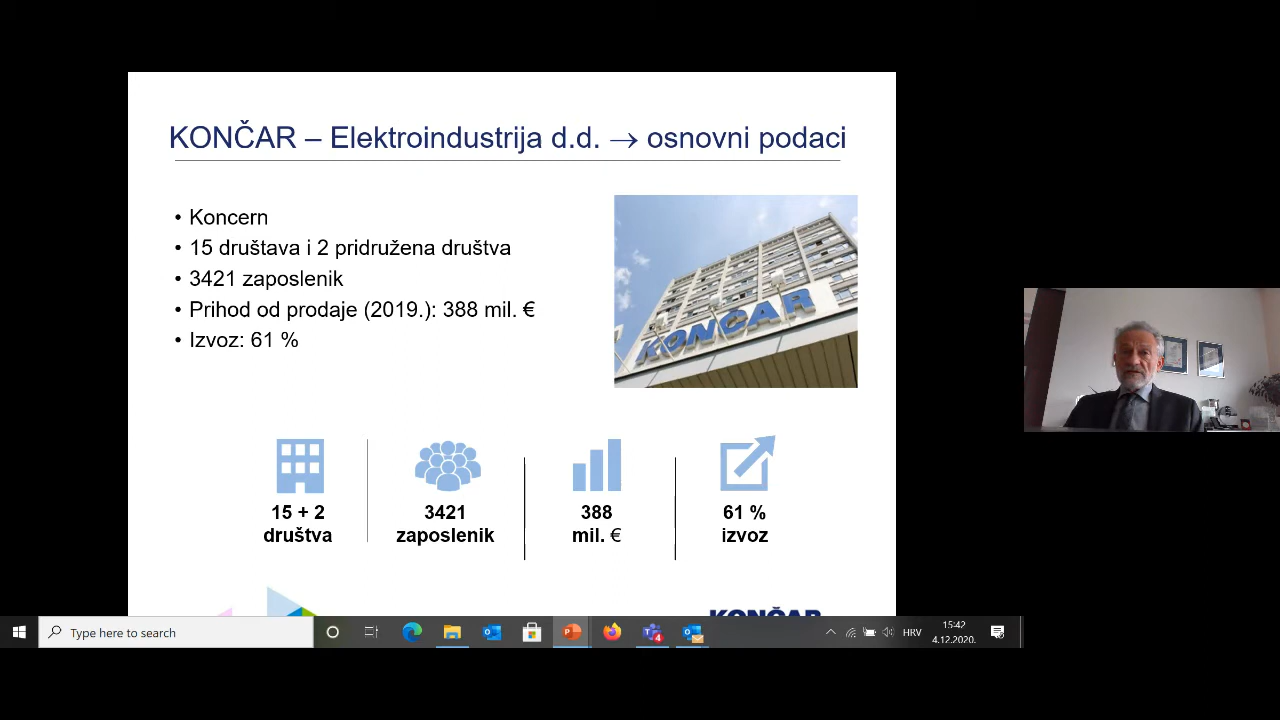 KONČAR – Elektroindustrija d.d. → osnovni podaci
• Koncern
• 15 društava i 2 pridružena društva
• 3421 zaposlenik
• Prihod od prodaje (2019.): 388 mil. €
• Izvoz: 61 %
KONČAR
15 + 2
društva
3421
zaposlenik
388
mil. €
61 %
izvoz
KONČAR
Type here to search
4
HRV
15:42
4.12.2020.